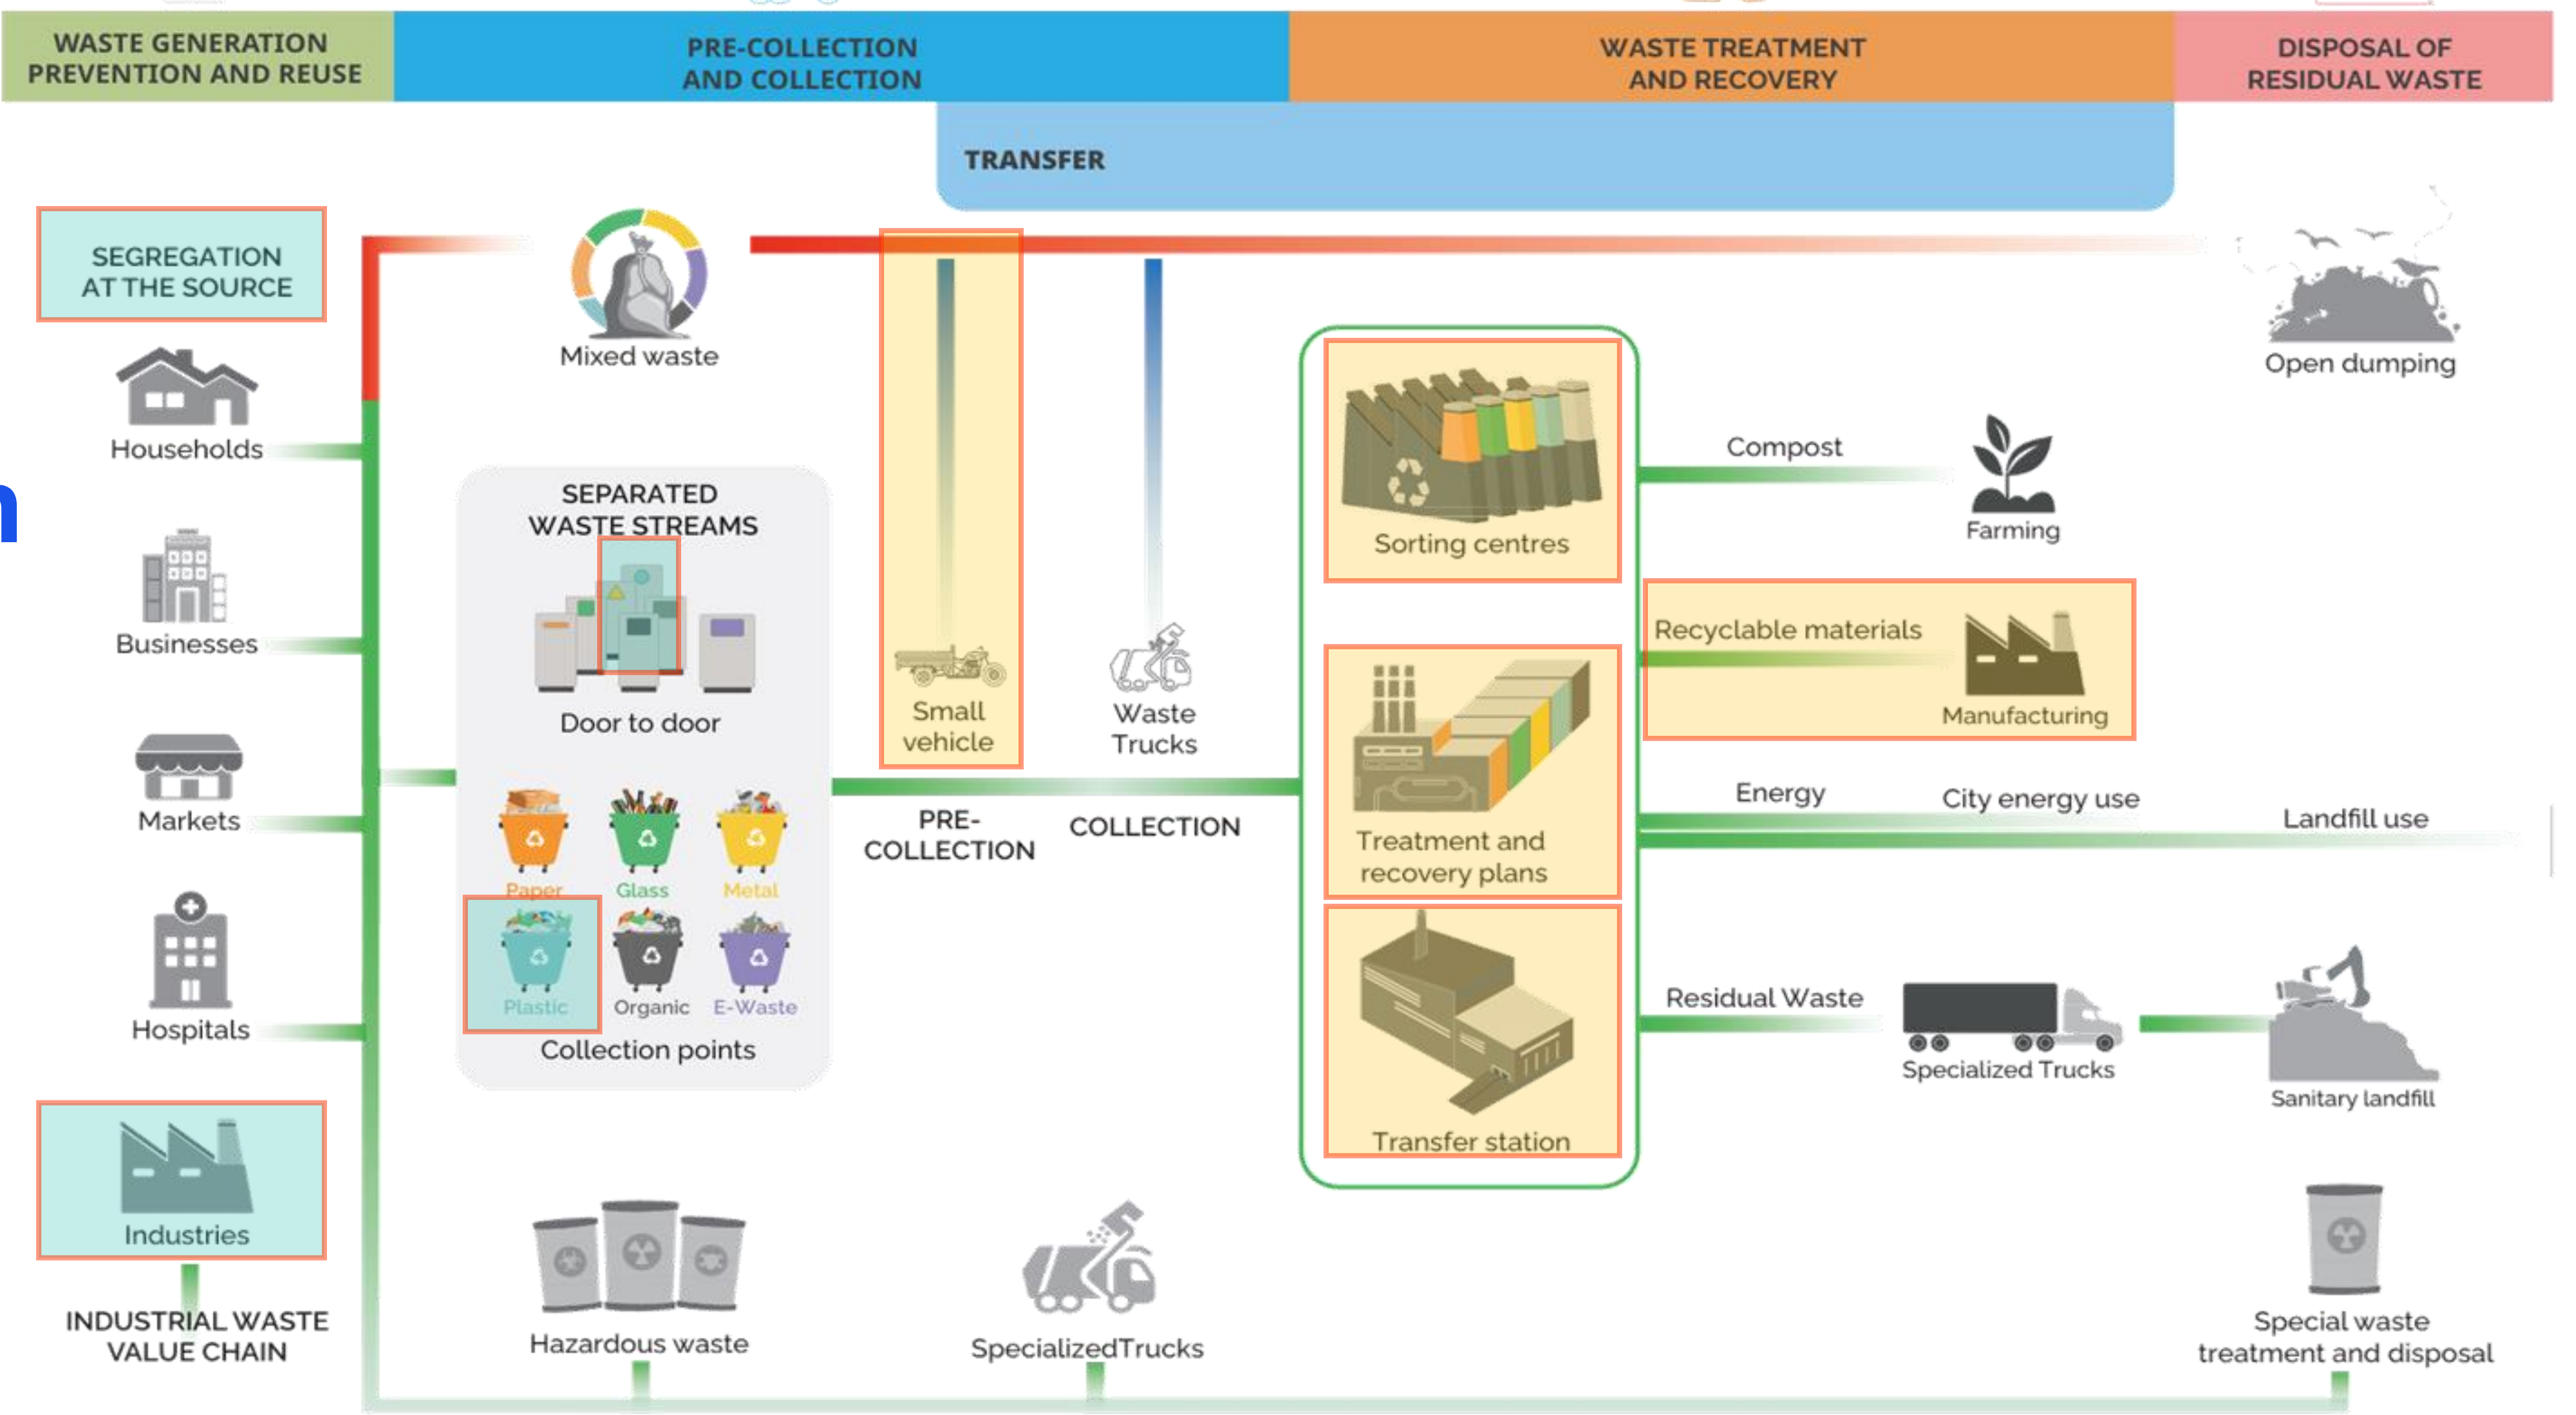 WASTE GENERATION
PREVENTION AND REUSE
PRE-COLLECTION
AND COLLECTION
WASTE TREATMENT
AND RECOVERY
DISPOSAL OF
RESIDUAL WASTE
TRANSFER
SEGREGATION
AT THE SOURCE
Households
Businesses
Markets
Hospitals
Industries
INDUSTRIAL WASTE
VALUE CHAIN
n
Mixed waste
SEPARATED
WASTE STREAMS
Door to door
Paper
Glass
Metal
Plastic
Organic
E-Waste
Collection points
Hazardous waste
Small
vehicle
Waste
Trucks
PRE-
COLLECTION
COLLECTION
SpecializedTrucks
Sorting centres
Treatment and
recovery plans
Transfer station
Compost
Farming
Recyclable materials
Manufacturing
Energy
City energy use
Landfill use
Residual Waste
Specialized Trucks
Open dumping
Sanitary landfill
Special waste
treatment and disposal